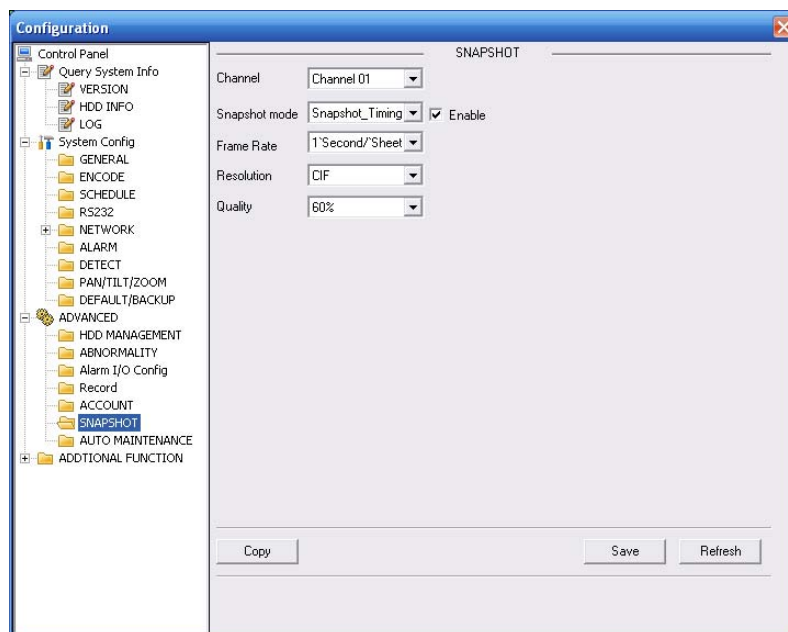 Configuration
Control Panel
Query System Info
VERSION
HDD INFO
LOG
System Config
GENERAL
ENCODE
SCHEDULE
RS232
NETWORK
ALARM
DETECT
PAN/TILT/ZOOM
DEFAULT/BACKUP
ADVANCED
HDD MANAGEMENT
ABNORMALITY
Alarm I/O Config
Record
ACCOUNT
SNAPSHOT
AUTO MAINTENANCE
ADDTIONAL FUNCTION
SNAPSHOT
Channel Channel 01
Snapshot mode Snapshot_Timing Enable
Frame Rate 1`Second/`Sheet
Resolution CIF
Quality 60%
Copy Save Refresh